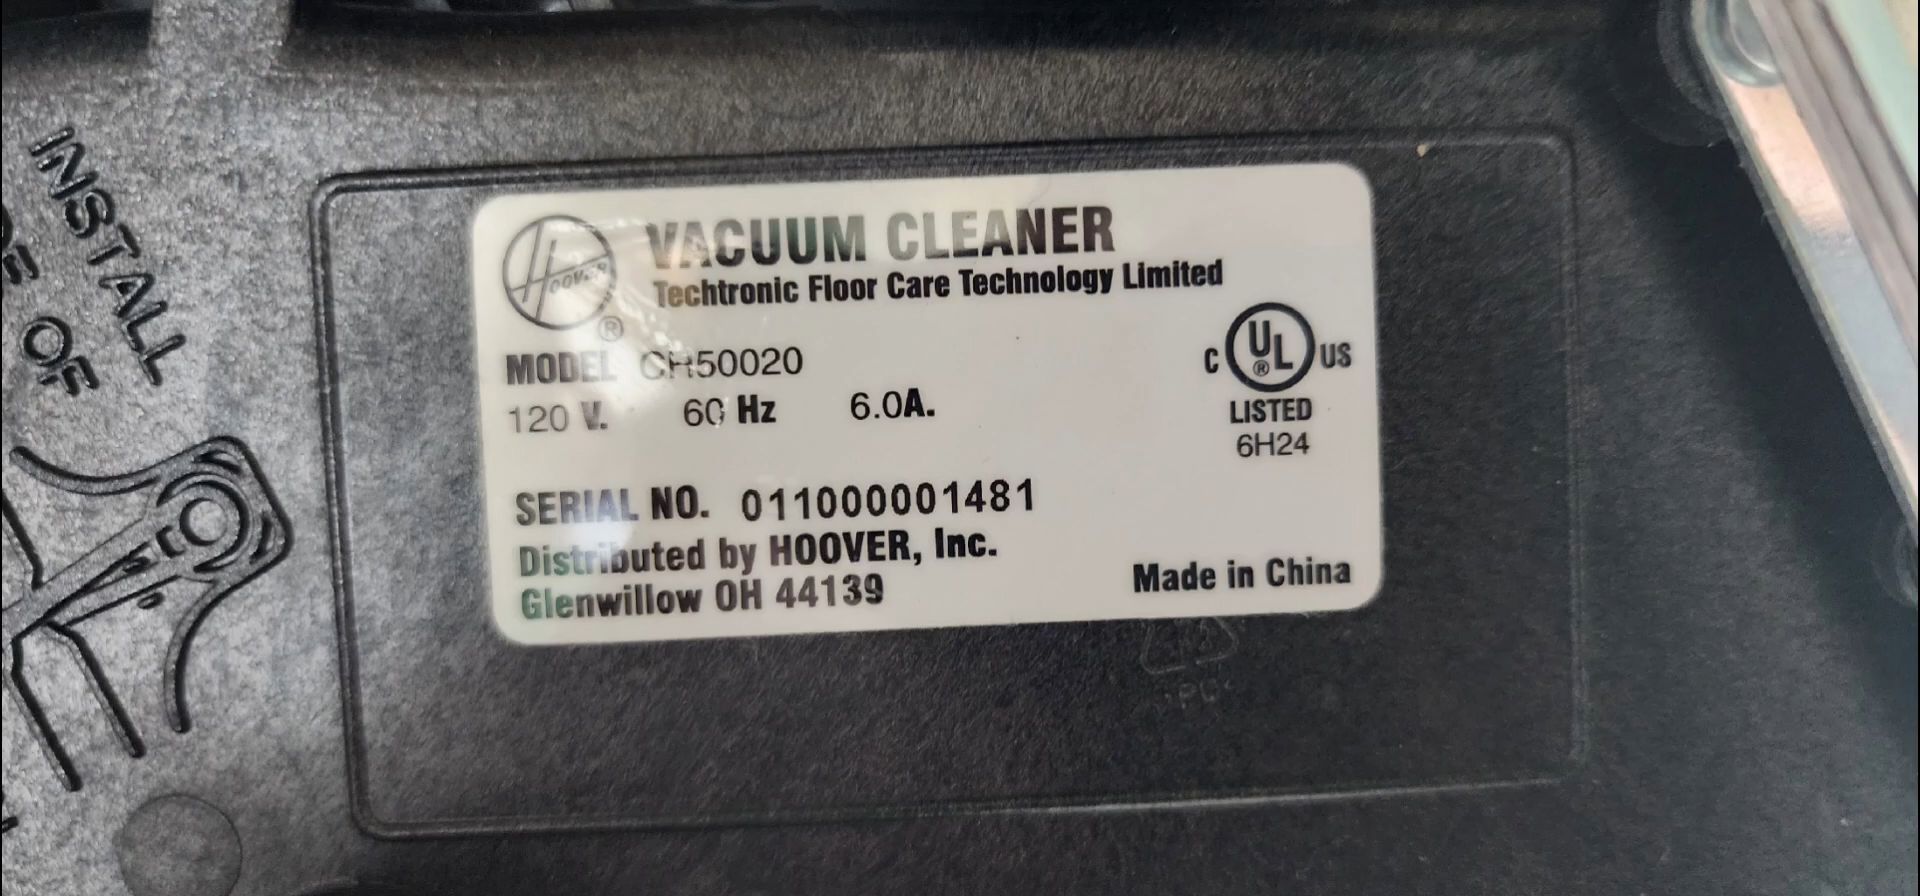 INSTALL
OF
HOOVER
®
VACUUM CLEANER
Techtronic Floor Care Technology Limited
MODEL CH50020
120 V. 60 Hz 6.0A.
C UL® US
LISTED
6H24
SERIAL NO. 011000001481
Distributed by HOOVER, Inc.
Glenwillow OH 44139
Made in China